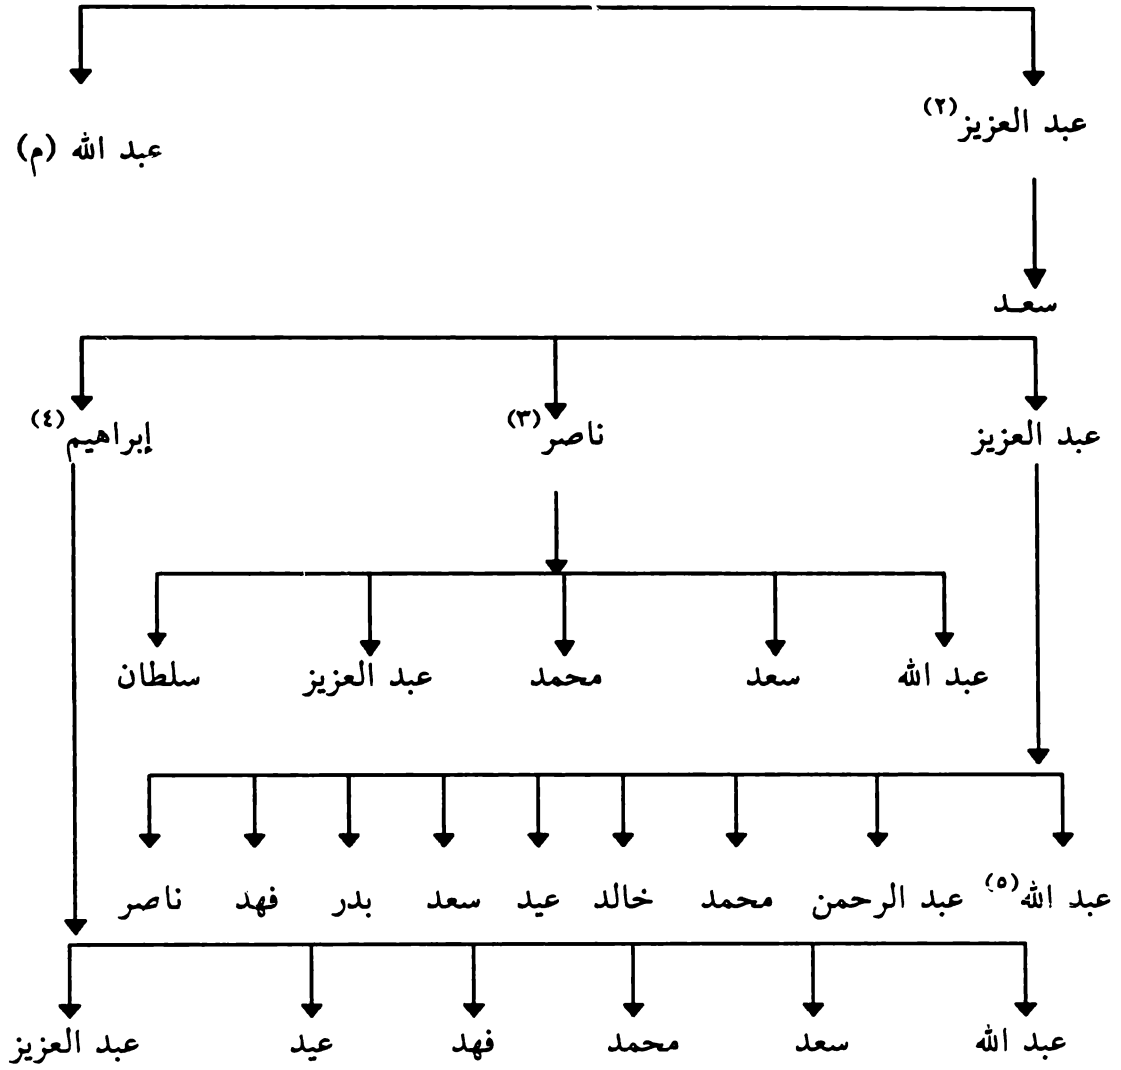 عبد العزيز(٢)
عبد الله (م)
سعـد
عبد العزيز ناصر(٣) إبراهيم(٤)
عبد الله سعد محمد عبد العزيز سلطان
عبد الله(٥) عبد الرحمن محمد خالد عيد سعد بدر فهد ناصر
عبد الله سعد محمد فهد عيد عبد العزيز